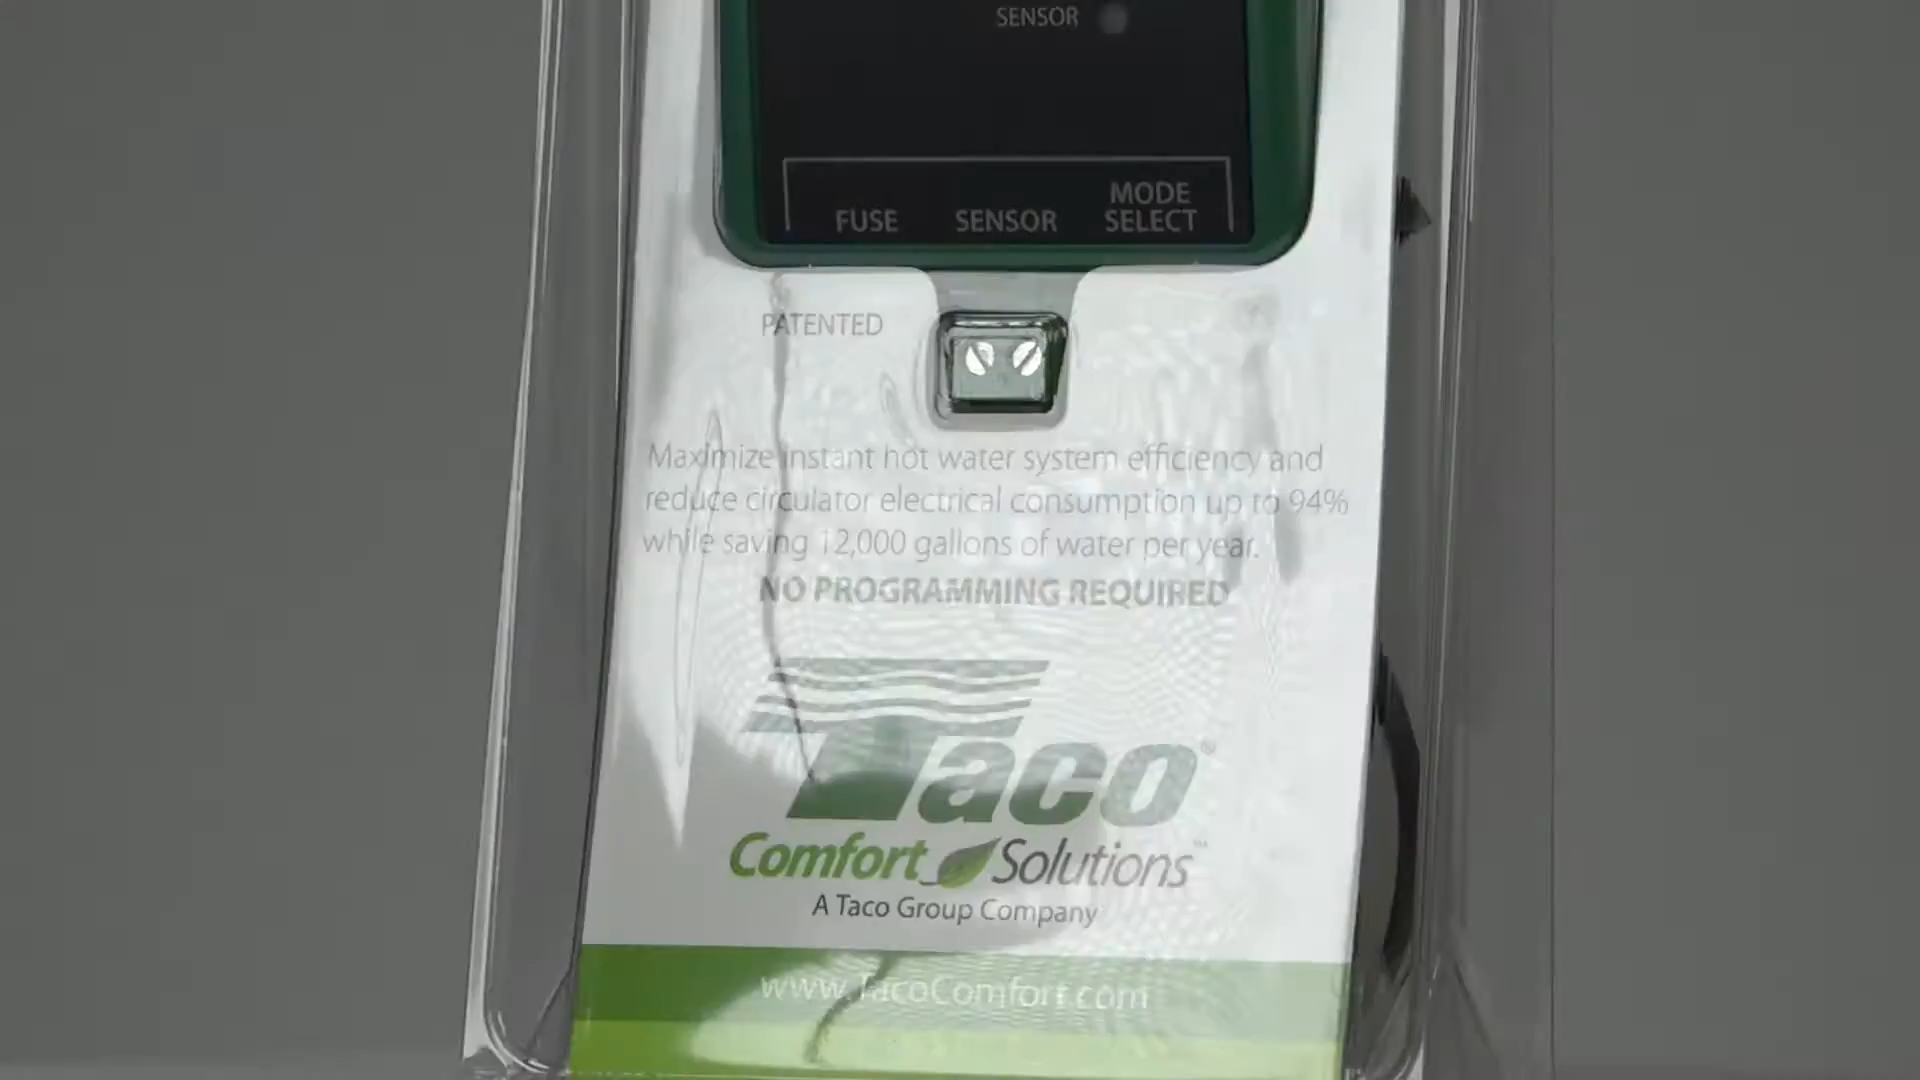 SENSOR
FUSE SENSOR MODE SELECT
PATENTED
Maximize instant hot water system efficiency and
reduce circulator electrical consumption up to 94%
while saving 12,000 gallons of water per year.
NO PROGRAMMING REQUIRED
Taco®
Comfort Solutions™
A Taco Group Company
www.TacoComfort.com